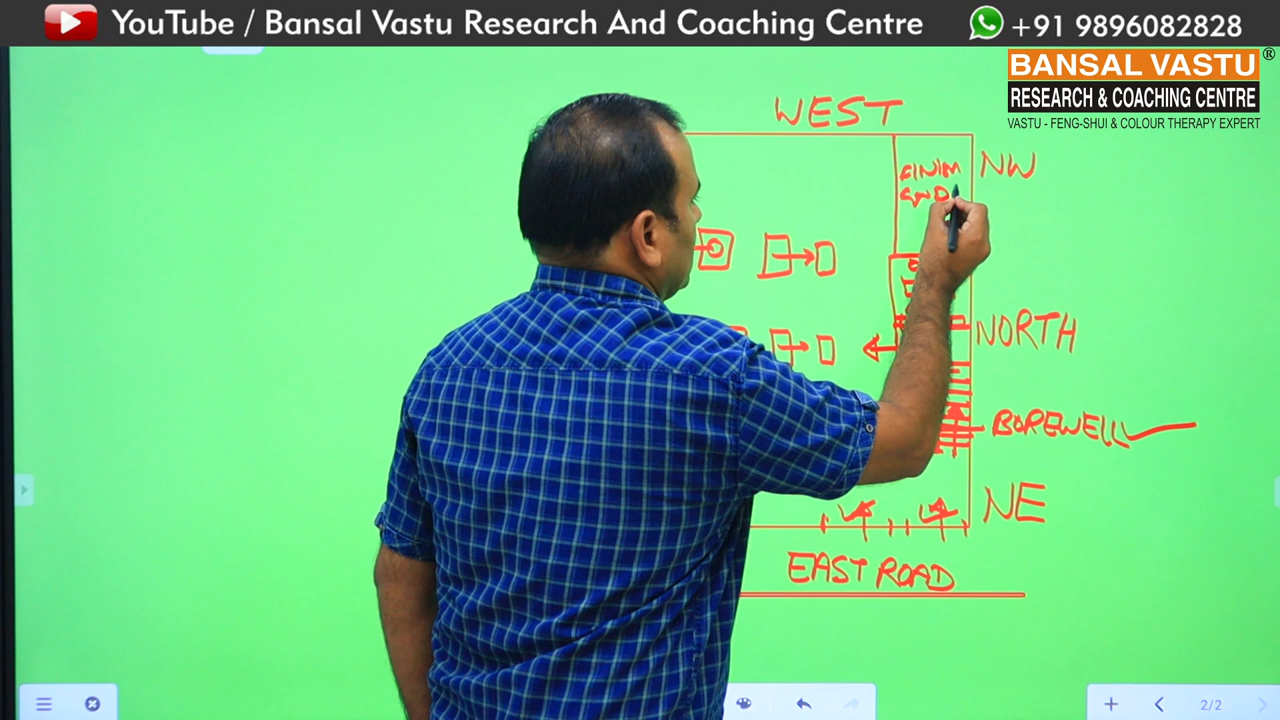 YouTube / Bansal Vastu Research And Coaching Centre
+91 9896082828
BANSAL VASTU ®
RESEARCH & COACHING CENTRE
VASTU - FENG-SHUI & COLOUR THERAPY EXPERT
WEST
NW
NORTH
BOREWELL
NE
EAST ROAD
2/2